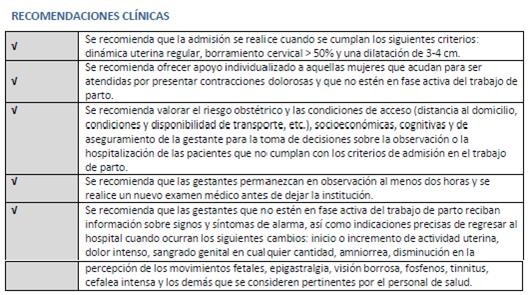 RECOMENDACIONES CLÍNICAS
√ Se recomienda que la admisión se realice cuando se cumplan los siguientes criterios:
dinámica uterina regular, borramiento cervical > 50% y una dilatación de 3-4 cm.
√ Se recomienda ofrecer apoyo individualizado a aquellas mujeres que acudan para ser
atendidas por presentar contracciones dolorosas y que no estén en fase activa del trabajo de
parto.
√ Se recomienda valorar el riesgo obstétrico y las condiciones de acceso (distancia al domicilio,
condiciones y disponibilidad de transporte, etc.), socioeconómicas, cognitivas y de
aseguramiento de la gestante para la toma de decisiones sobre la observación o la
hospitalización de las pacientes que no cumplan con los criterios de admisión en el trabajo
de parto.
√ Se recomienda que las gestantes permanezcan en observación al menos dos horas y se
realice un nuevo examen médico antes de dejar la institución.
√ Se recomienda que las gestantes que no estén en fase activa del trabajo de parto reciban
información sobre signos y síntomas de alarma, así como indicaciones precisas de regresar al
hospital cuando ocurran los siguientes cambios: inicio o incremento de actividad uterina,
dolor intenso, sangrado genital en cualquier cantidad, amniorrea, disminución en la
percepción de los movimientos fetales, epigastralgia, visión borrosa, fosfenos, tinnitus,
cefalea intensa y los demás que se consideren pertinentes por el personal de salud.